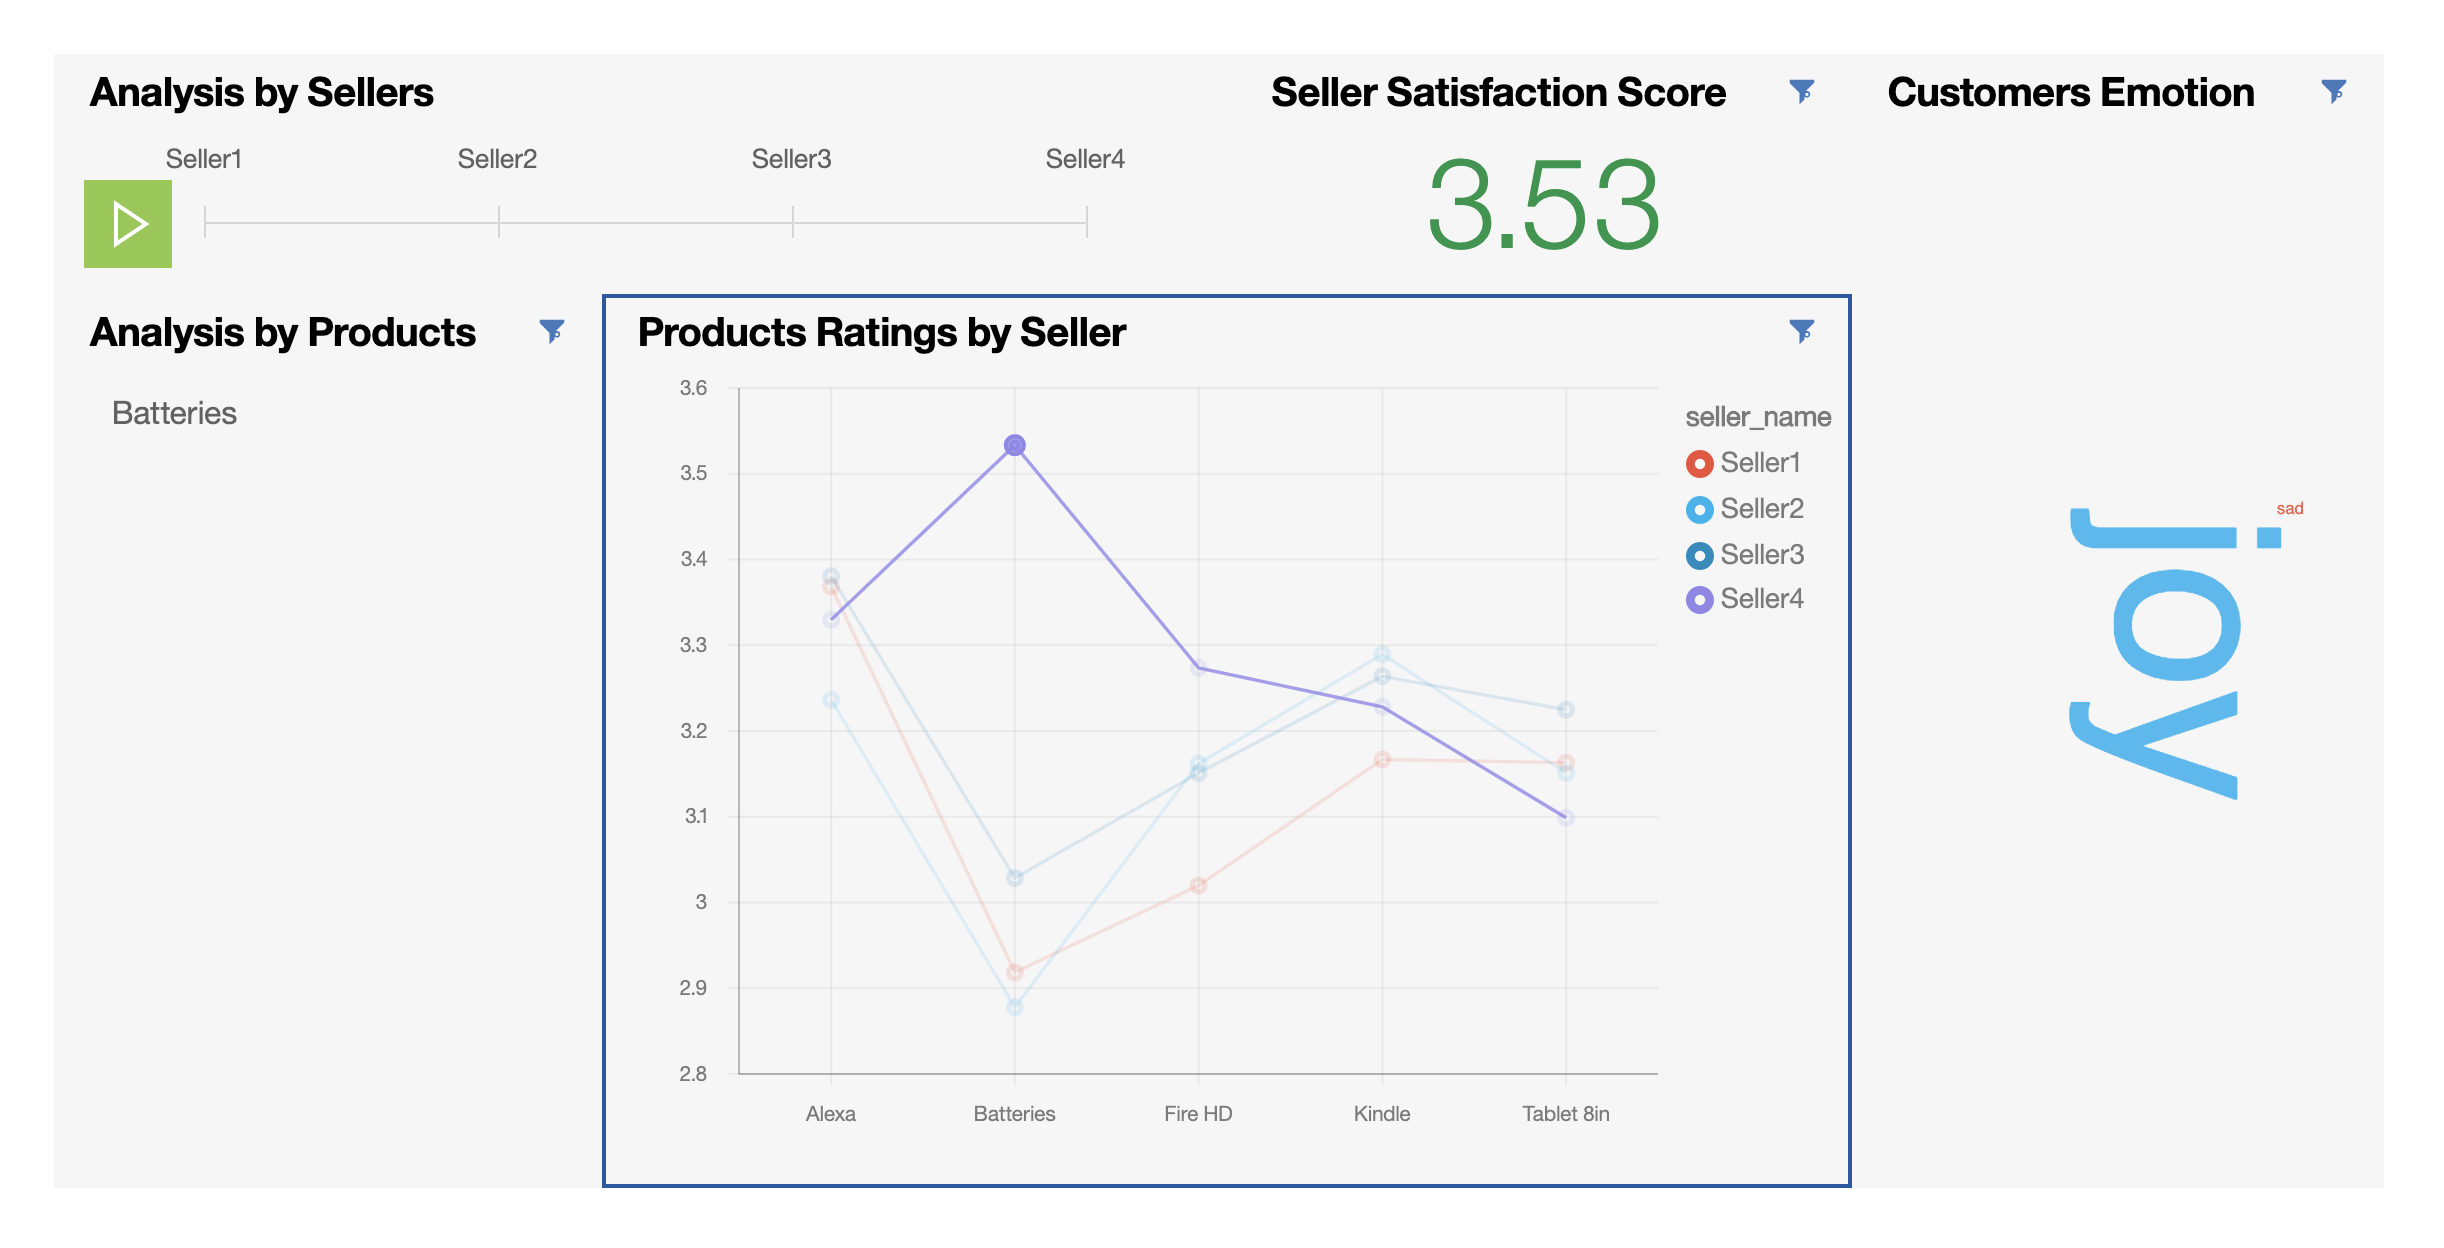 Analysis by Sellers
Seller1
Seller2
Seller3
Seller4
Seller Satisfaction Score
3.53
Customers Emotion
sad
joy
Analysis by Products
Batteries
Products Ratings by Seller
3.6
3.5
3.4
3.3
3.2
3.1
3
2.9
2.8
Alexa
Batteries
Fire HD
Kindle
Tablet 8in
seller_name
Seller1
Seller2
Seller3
Seller4